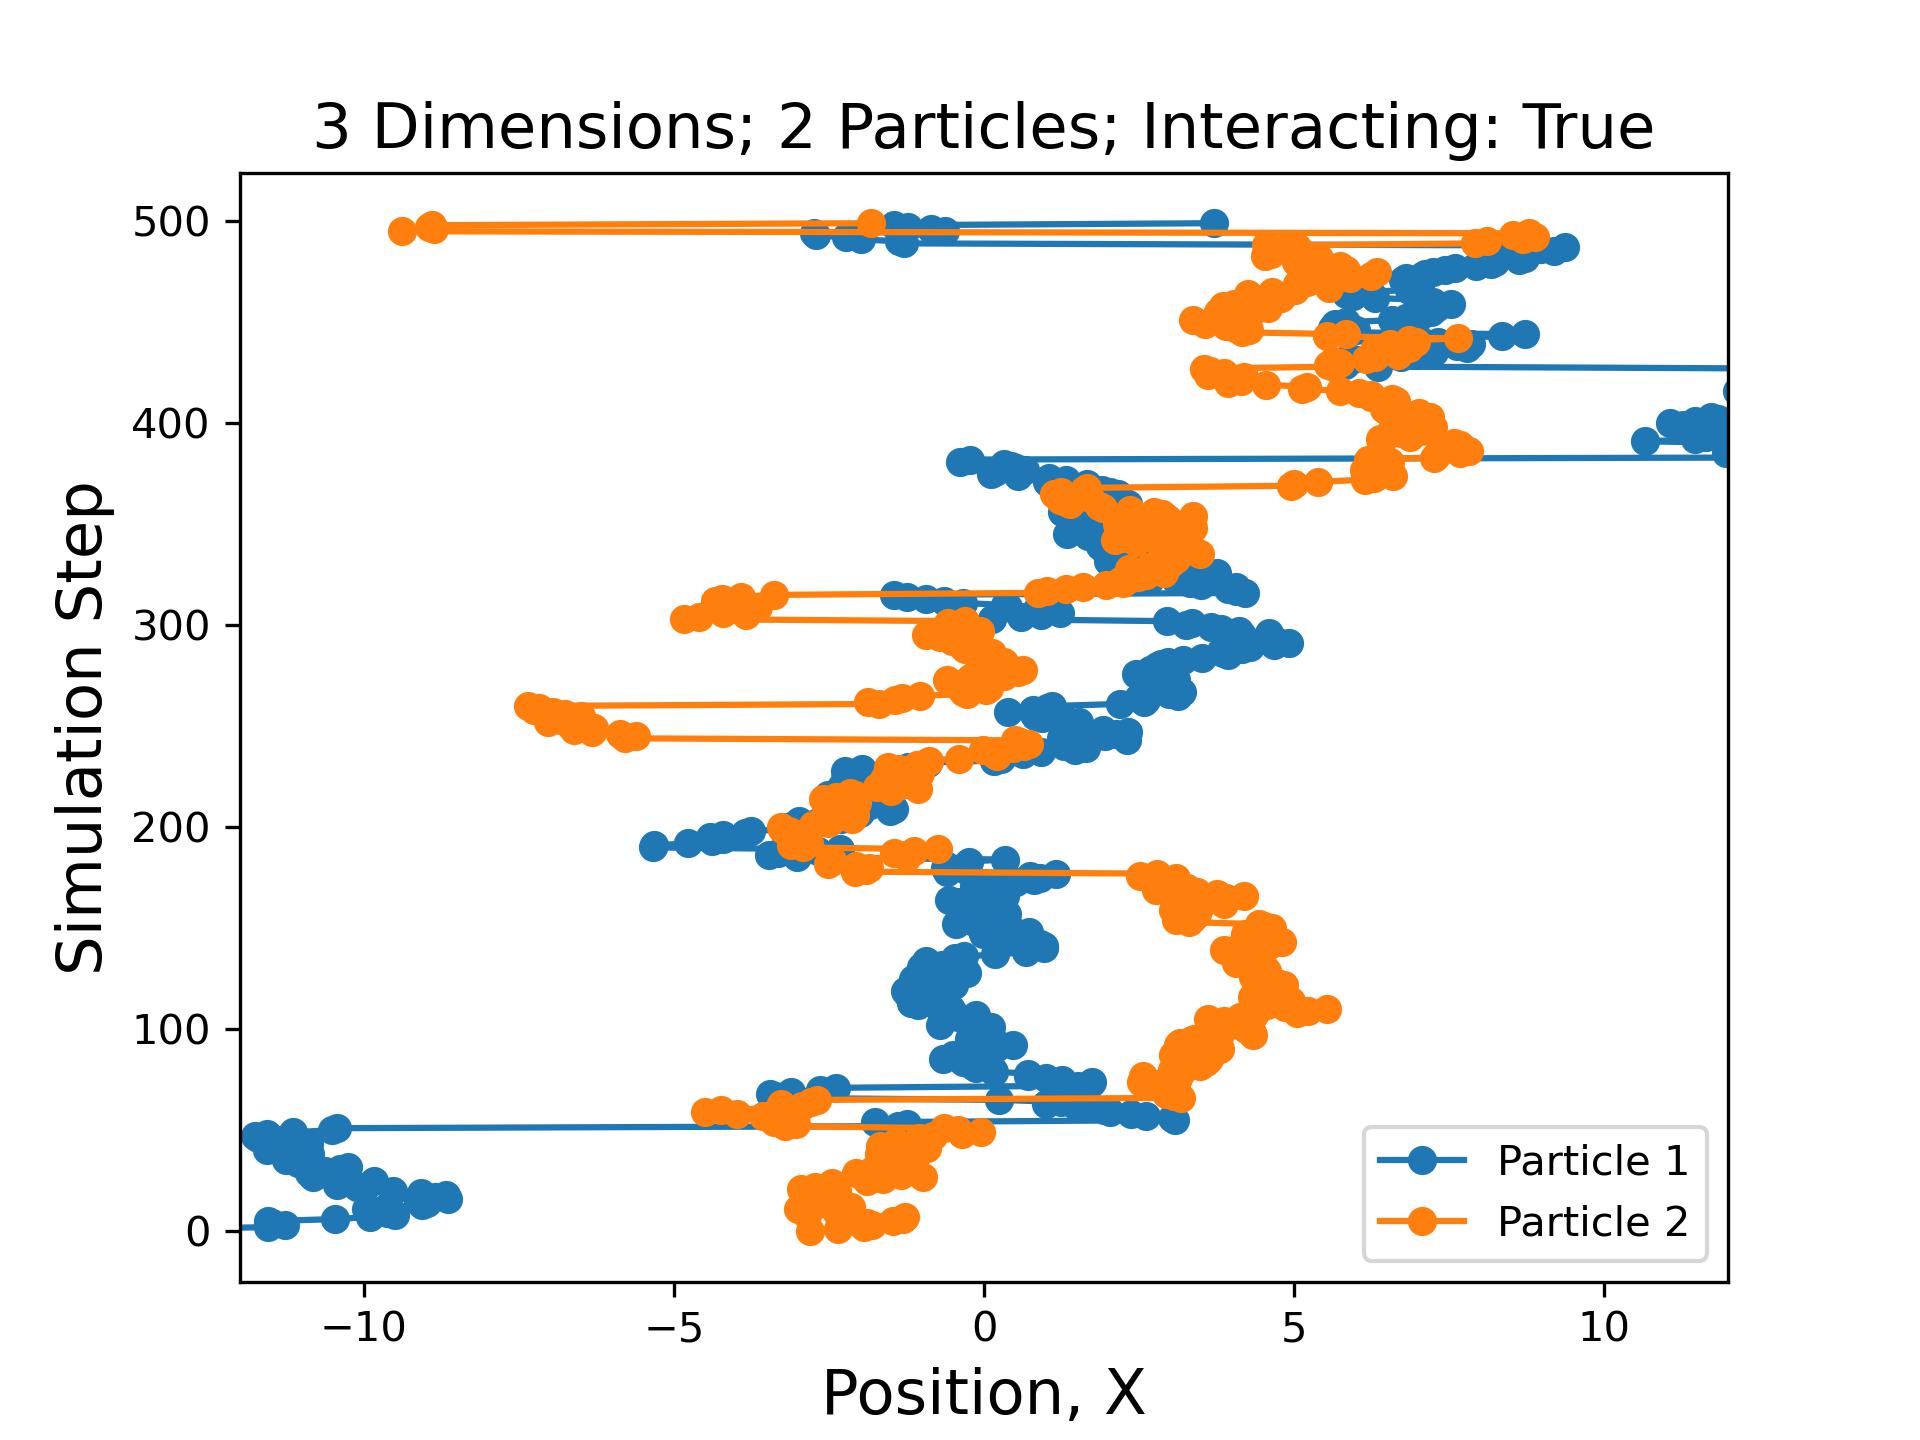 3 Dimensions; 2 Particles; Interacting: True
Simulation Step
500
400
300
200
100
0
−10
−5
0
5
10
Position, X
Particle 1
Particle 2